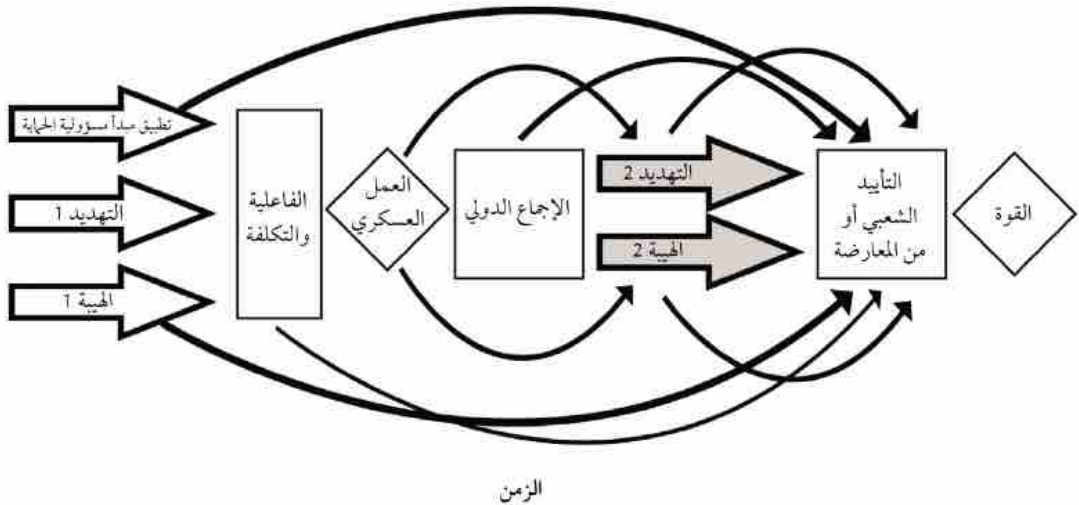 تطبيق مبدأ مسؤولية الحماية
التهديد 1
الهيبة 1
الفاعلية
والتكلفة
العمل
العسكري
الإجماع الدولي
التهديد 2
الهيبة 2
التأييد
الشعبي أو
من المعارضة
القوة
الزمن